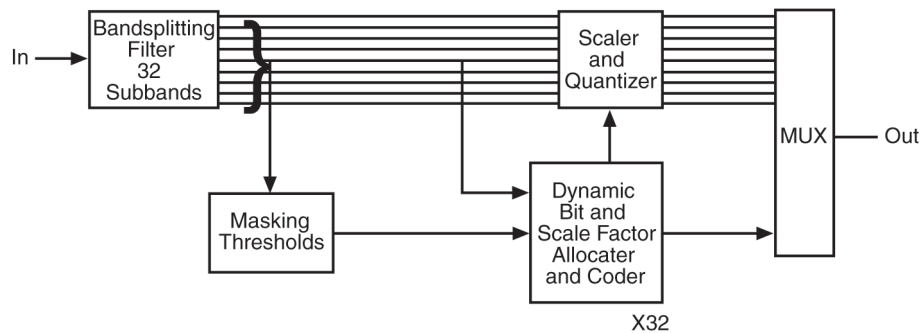 In
Bandsplitting
Filter
32
Subbands
Scaler
and
Quantizer
MUX
Out
Masking
Thresholds
Dynamic
Bit and
Scale Factor
Allocater
and Coder
X32